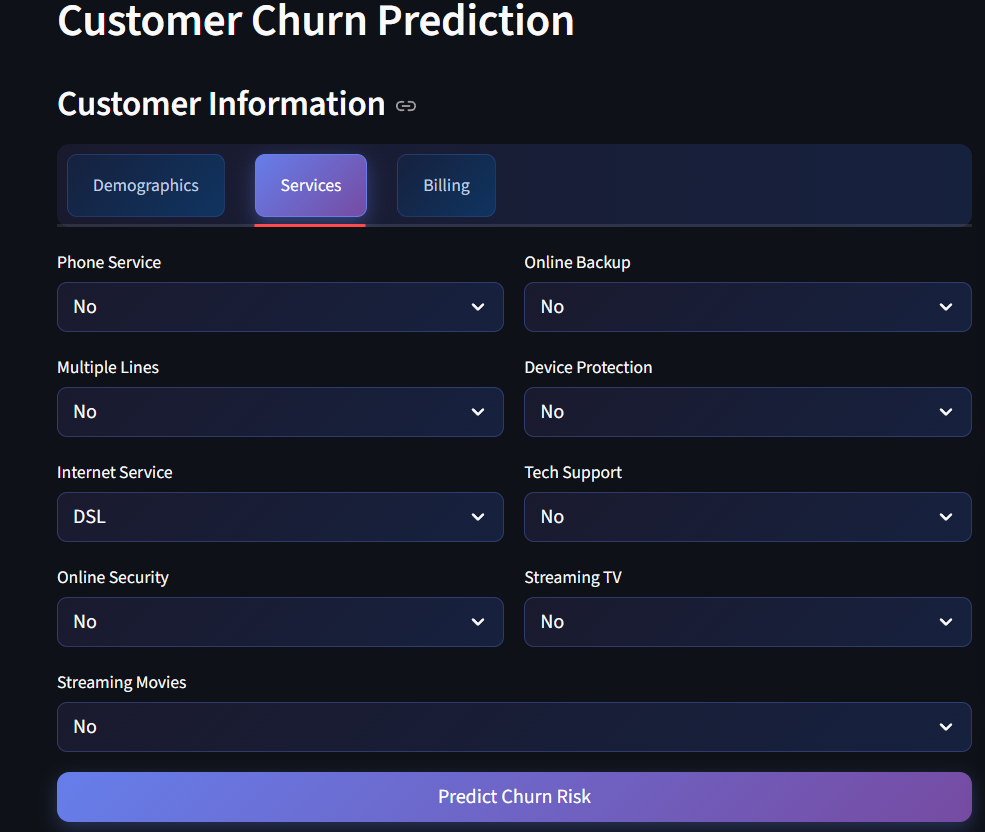 Customer Churn Prediction
Customer Information
Demographics Services Billing
Phone Service
No
Online Backup
No
Multiple Lines
No
Device Protection
No
Internet Service
DSL
Tech Support
No
Online Security
No
Streaming TV
No
Streaming Movies
No
Predict Churn Risk